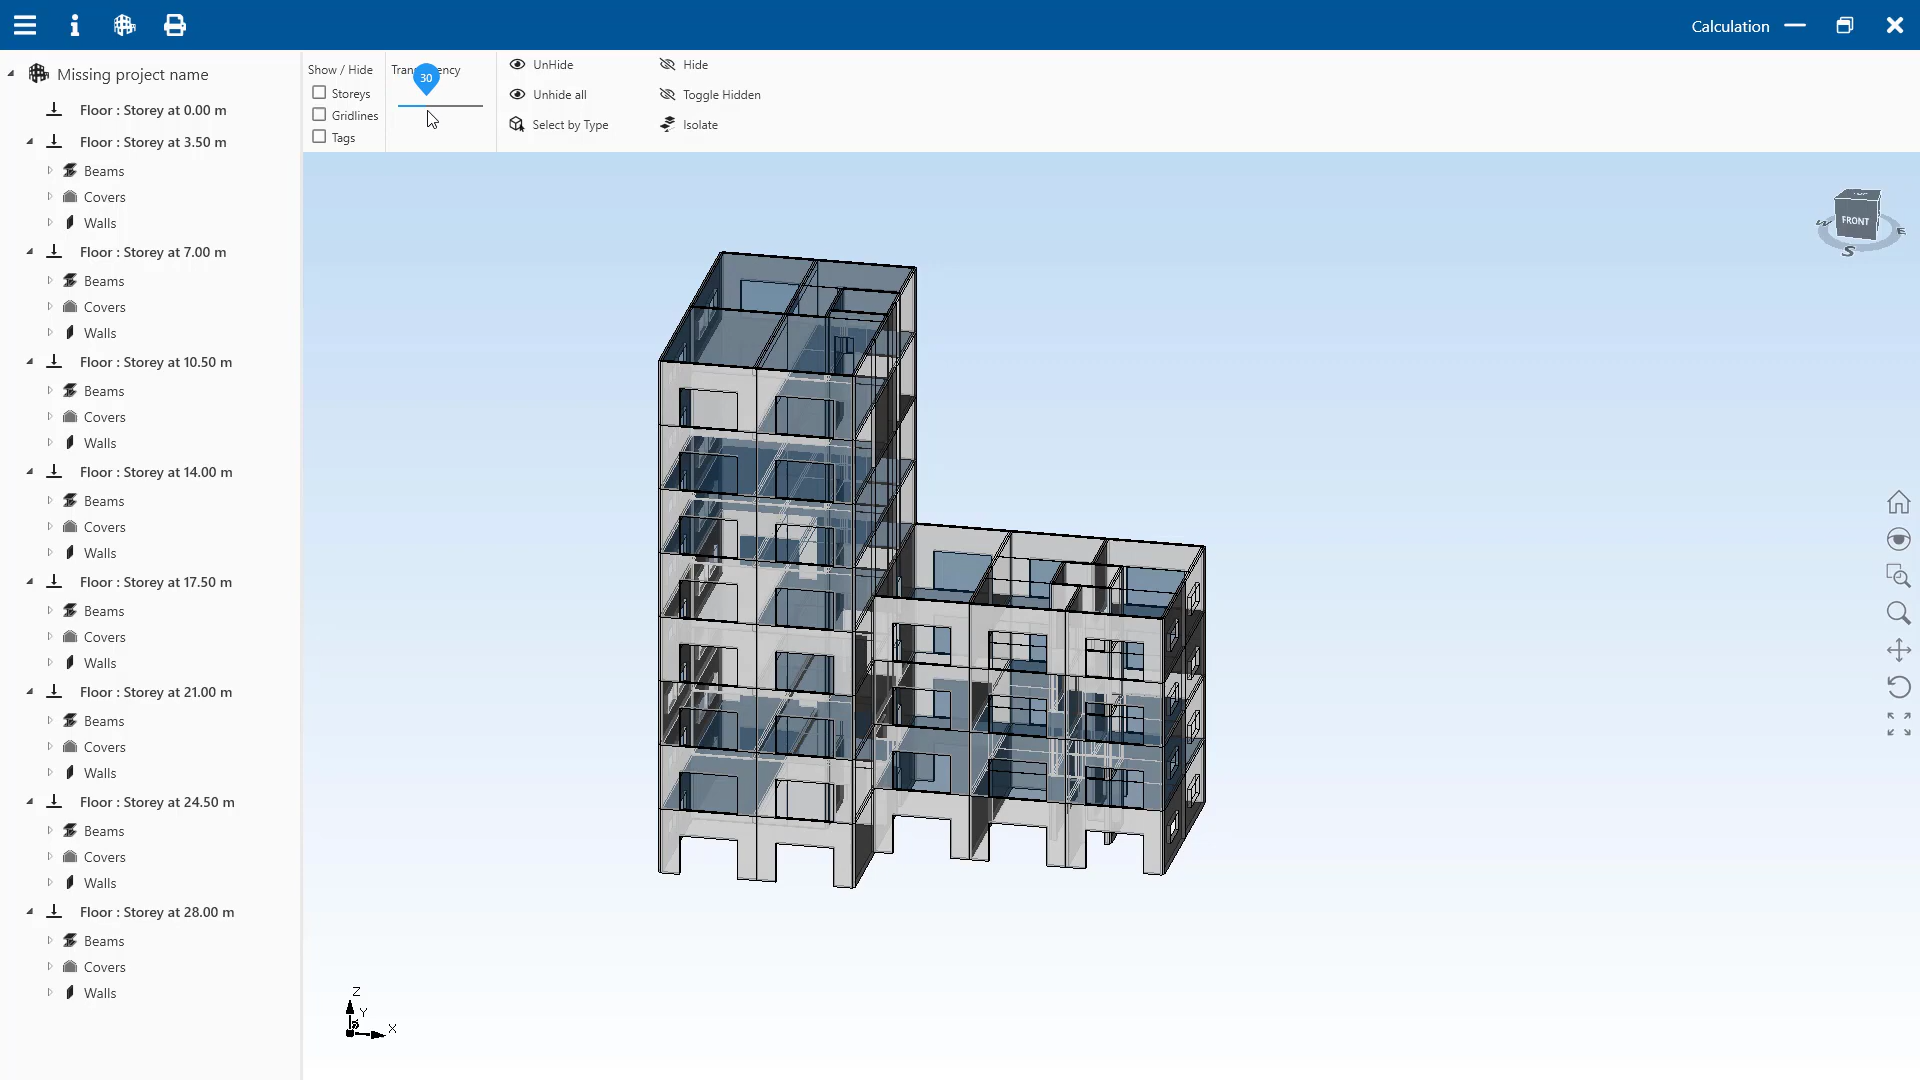 Calculation
Missing project name
Floor : Storey at 0.00 m
Floor : Storey at 3.50 m
Beams
Covers
Walls
Floor : Storey at 7.00 m
Beams
Covers
Walls
Floor : Storey at 10.50 m
Beams
Covers
Walls
Floor : Storey at 14.00 m
Beams
Covers
Walls
Floor : Storey at 17.50 m
Beams
Covers
Walls
Floor : Storey at 21.00 m
Beams
Covers
Walls
Floor : Storey at 24.50 m
Beams
Covers
Walls
Floor : Storey at 28.00 m
Beams
Covers
Walls
Show / Hide
Storeys
Gridlines
Tags
30
UnHide
Unhide all
Select by Type
Hide
Toggle Hidden
Isolate
FRONT
W
E
S
Z
Y
X